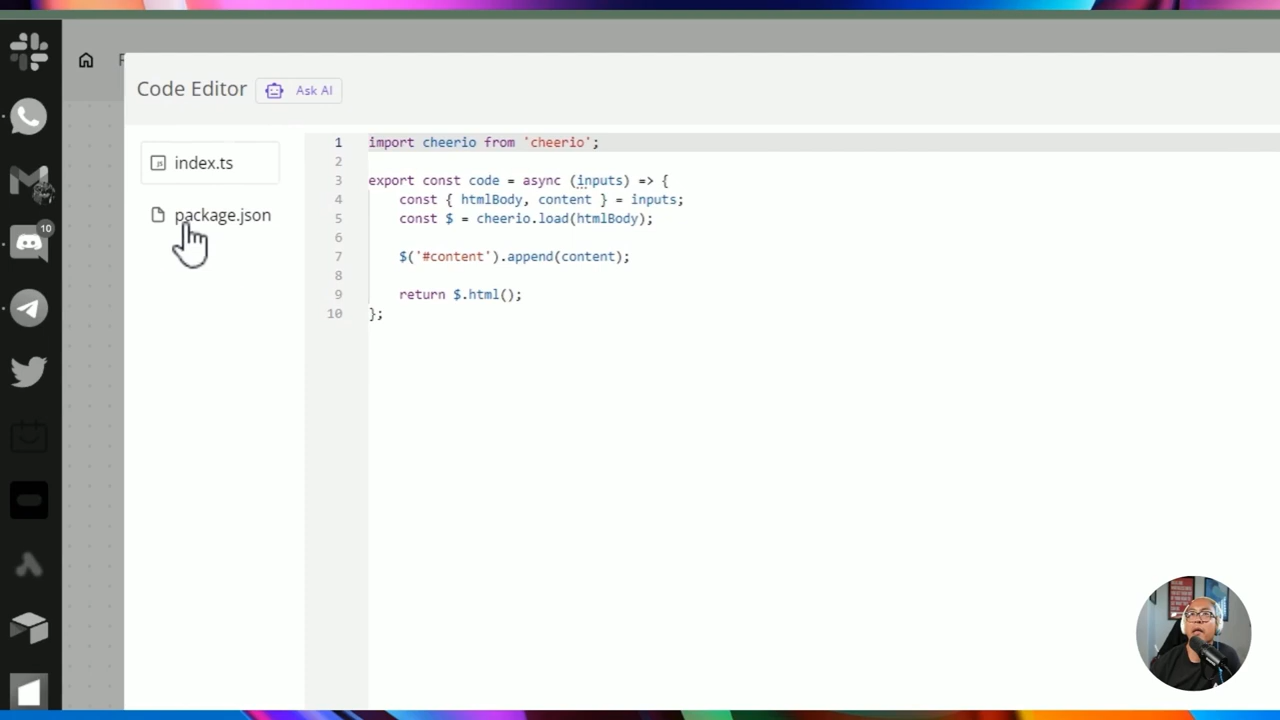 Code Editor
Ask AI
index.ts
package.json
10
1 import cheerio from 'cheerio';
2
3 export const code = async (inputs) => {
4     const { htmlBody, content } = inputs;
5     const $ = cheerio.load(htmlBody);
6
7     $('#content').append(content);
8
9     return $.html();
10 };